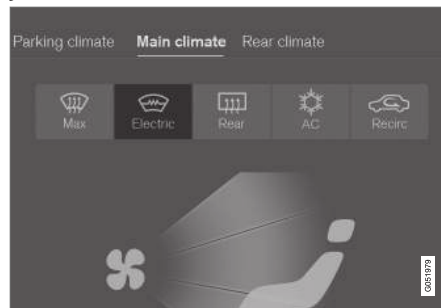 Parking climate Main climate Rear climate
Max Electric Rear AC Recirc
G051979